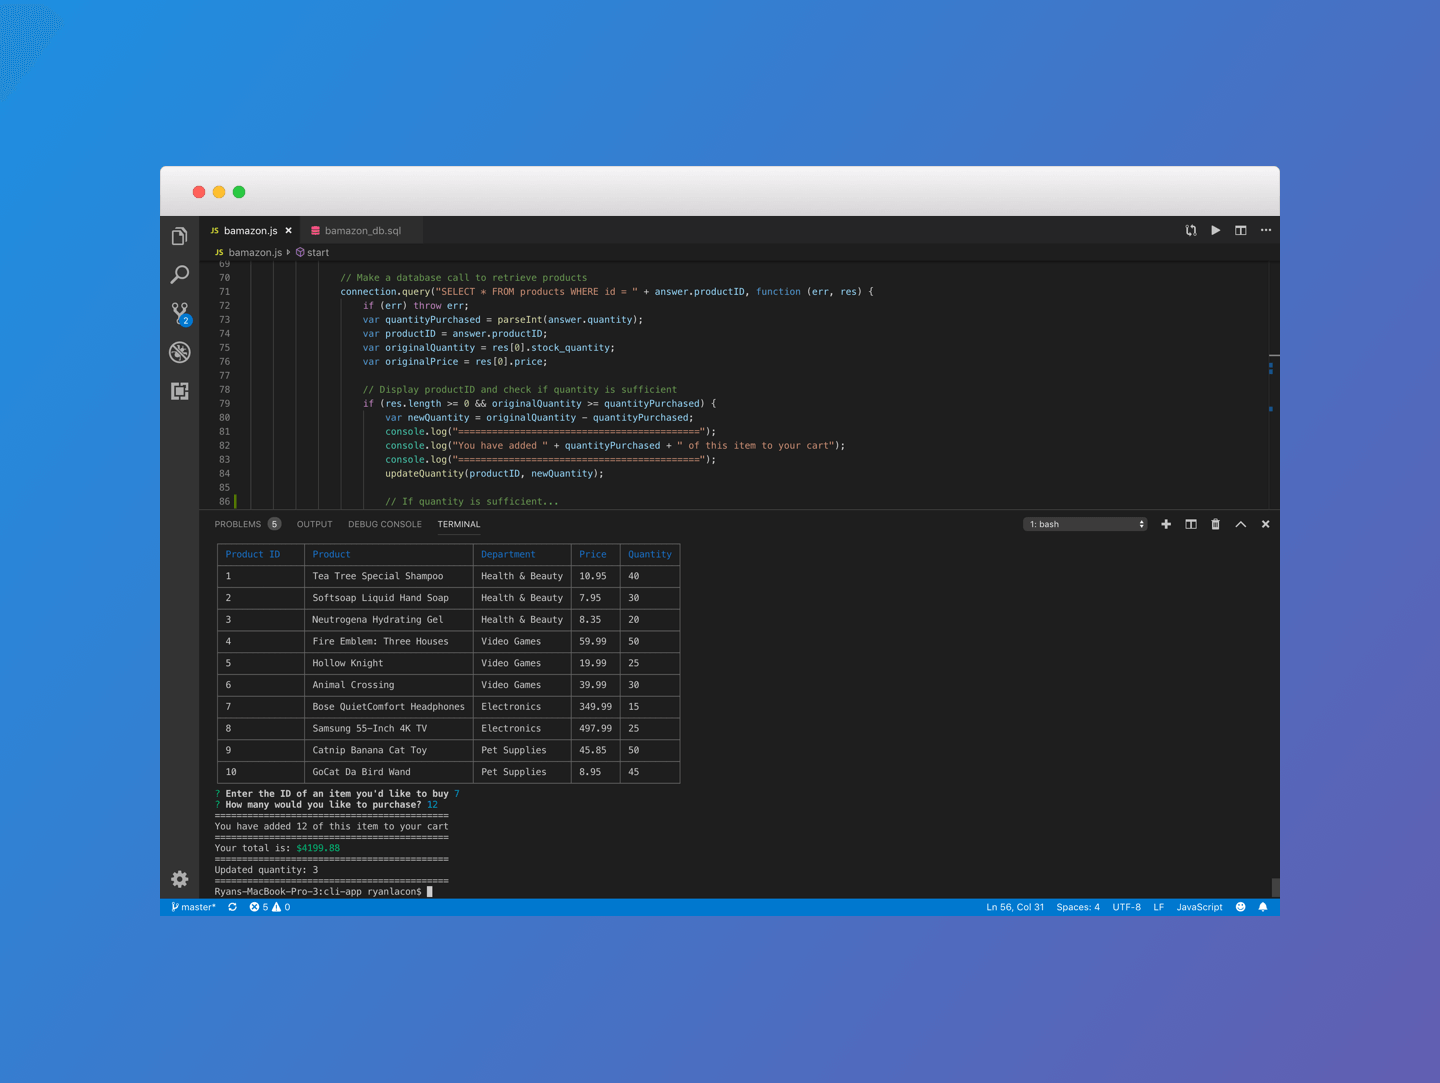 JS bamazon.js × bamazon_db.sql
JS bamazon.js start
69
70 // Make a database call to retrieve products
71 connection.query("SELECT * FROM products WHERE id = " + answer.productID, function (err, res) {
72 if (err) throw err;
73 var quantityPurchased = parseInt(answer.quantity);
74 var productID = answer.productID;
75 var originalQuantity = res[0].stock_quantity;
76 var originalPrice = res[0].price;
77
78 // Display productID and check if quantity is sufficient
79 if (res.length >= 0 && originalQuantity >= quantityPurchased) {
80 var newQuantity = originalQuantity - quantityPurchased;
81 console.log("===========================================");
82 console.log("You have added " + quantityPurchased + " of this item to your cart");
83 console.log("===========================================");
84 updateQuantity(productID, newQuantity);
85
86 // If quantity is sufficient...
2
PROBLEMS 5 OUTPUT DEBUG CONSOLE TERMINAL 1: bash
Product ID Product Department Price Quantity
1 Tea Tree Special Shampoo Health & Beauty 10.95 40
2 Softsoap Liquid Hand Soap Health & Beauty 7.95 30
3 Neutrogena Hydrating Gel Health & Beauty 8.35 20
4 Fire Emblem: Three Houses Video Games 59.99 50
5 Hollow Knight Video Games 19.99 25
6 Animal Crossing Video Games 39.99 30
7 Bose QuietComfort Headphones Electronics 349.99 15
8 Samsung 55-Inch 4K TV Electronics 497.99 25
9 Catnip Banana Cat Toy Pet Supplies 45.85 50
10 GoCat Da Bird Wand Pet Supplies 8.95 45
? Enter the ID of an item you'd like to buy 7
? How many would you like to purchase? 12
===========================================
You have added 12 of this item to your cart
===========================================
Your total is: $4199.88
===========================================
Updated quantity: 3
===========================================
Ryans-MacBook-Pro-3:cli-app ryanlacon$
master* 5 0 Ln 56, Col 31 Spaces: 4 UTF-8 LF JavaScript